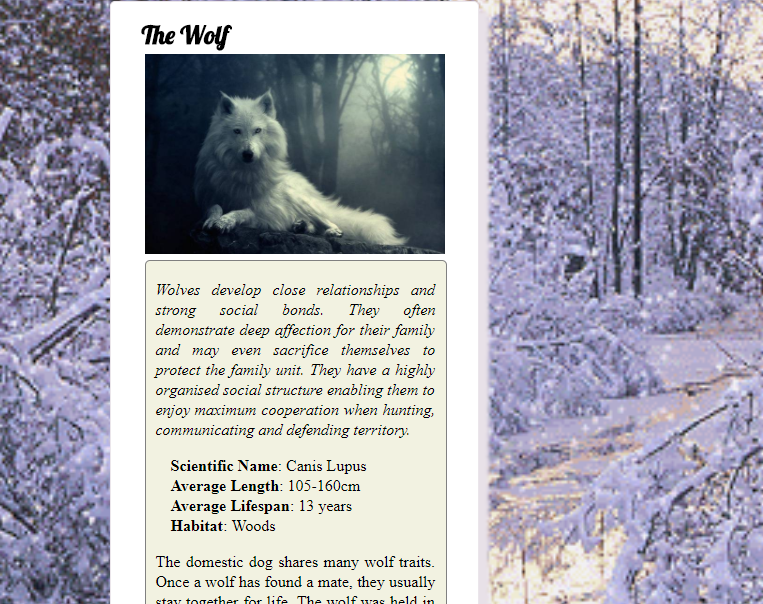 The Wolf
Wolves develop close relationships and
strong social bonds. They often
demonstrate deep affection for their family
and may even sacrifice themselves to
protect the family unit. They have a highly
organised social structure enabling them to
enjoy maximum cooperation when hunting,
communicating and defending territory.
Scientific Name: Canis Lupus
Average Length: 105-160cm
Average Lifespan: 13 years
Habitat: Woods
The domestic dog shares many wolf traits.
Once a wolf has found a mate, they usually
stay together for life. The wolf was held in